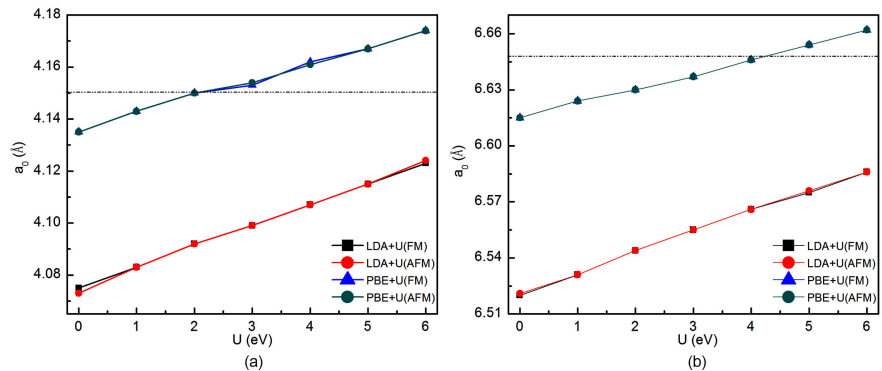 4.18
4.16
4.14
4.12
4.10
4.08
a₀ (Å)
0 1 2 3 4 5 6
U (eV)
LDA+U(FM)
LDA+U(AFM)
PBE+U(FM)
PBE+U(AFM)
(a)
6.66
6.63
6.60
6.57
6.54
6.51
a₀ (Å)
0 1 2 3 4 5 6
U (eV)
LDA+U(FM)
LDA+U(AFM)
PBE+U(FM)
PBE+U(AFM)
(b)